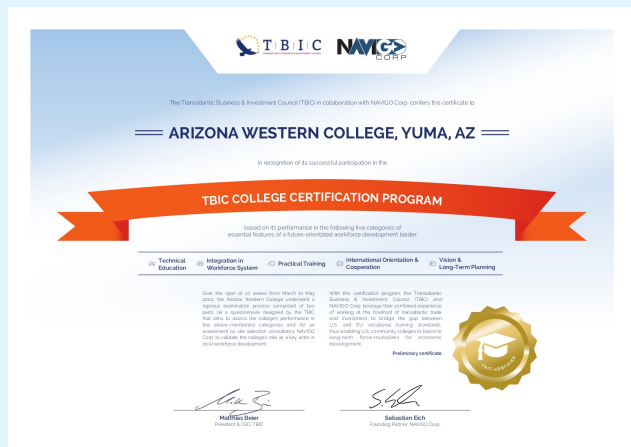 T|B|I|C
NAVIGO
CORP
The Transatlantic Business & Investment Council (TBIC) in collaboration with NAVIGO Corp. confers this certificate to
ARIZONA WESTERN COLLEGE, YUMA, AZ
in recognition of its successful participation in the
TBIC COLLEGE CERTIFICATION PROGRAM
based on its performance in the following five categories of
essential features of a future-orientated workforce development leader:
(A) Technical Education
(B) Integration in Workforce System
(C) Practical Training
(D) International Orientation & Cooperation
(E) Vision & Long-Term Planning
Over the span of 10 weeks from March to May
2020, the Arizona Western College underwent a
rigorous examination process comprised of two
parts: (a) a questionnaire designed by the TBIC
that aims to assess the college's performance in
the above-mentioned categories and (b) an
assessment by site selection consultancy NAVIGO
Corp. to validate the college's role as a key actor in
local workforce development.
With this certification program, the Transatlantic
Business & Investment Council (TBIC) and
NAVIGO Corp. leverage their combined experience
of working at the forefront of transatlantic trade
and investment to bridge the gap between
U.S. and EU vocational training standards,
thus enabling U.S. community colleges to become
long-term force-multipliers for economic
development.
Preliminary certificate
TBIC-CERTIFIED
Matthias Beier
President & CEO, TBIC
Sebastian Eich
Founding Partner, NAVIGO Corp.